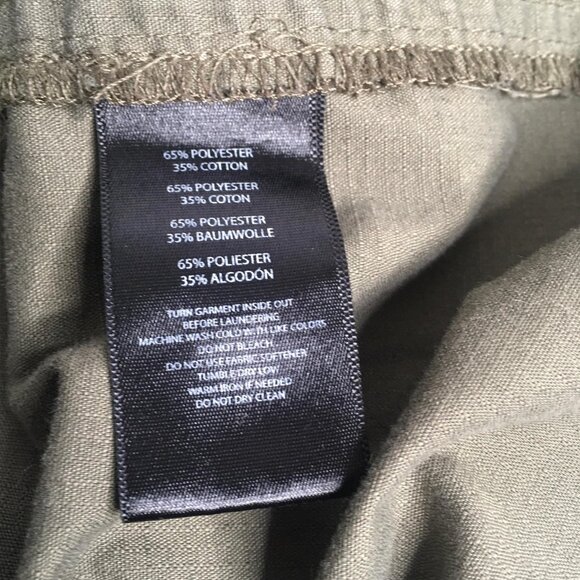 65% POLYESTER
35% COTTON
65% POLYESTER
35% COTON
65% POLYESTER
35% BAUMWOLLE
65% POLIESTER
35% ALGODÓN
TURN GARMENT INSIDE OUT
BEFORE LAUNDERING
MACHINE WASH COLD WITH LIKE COLORS
DO NOT BLEACH
DO NOT USE FABRIC SOFTENER
TUMBLE DRY LOW
WARM IRON IF NEEDED
DO NOT DRY CLEAN